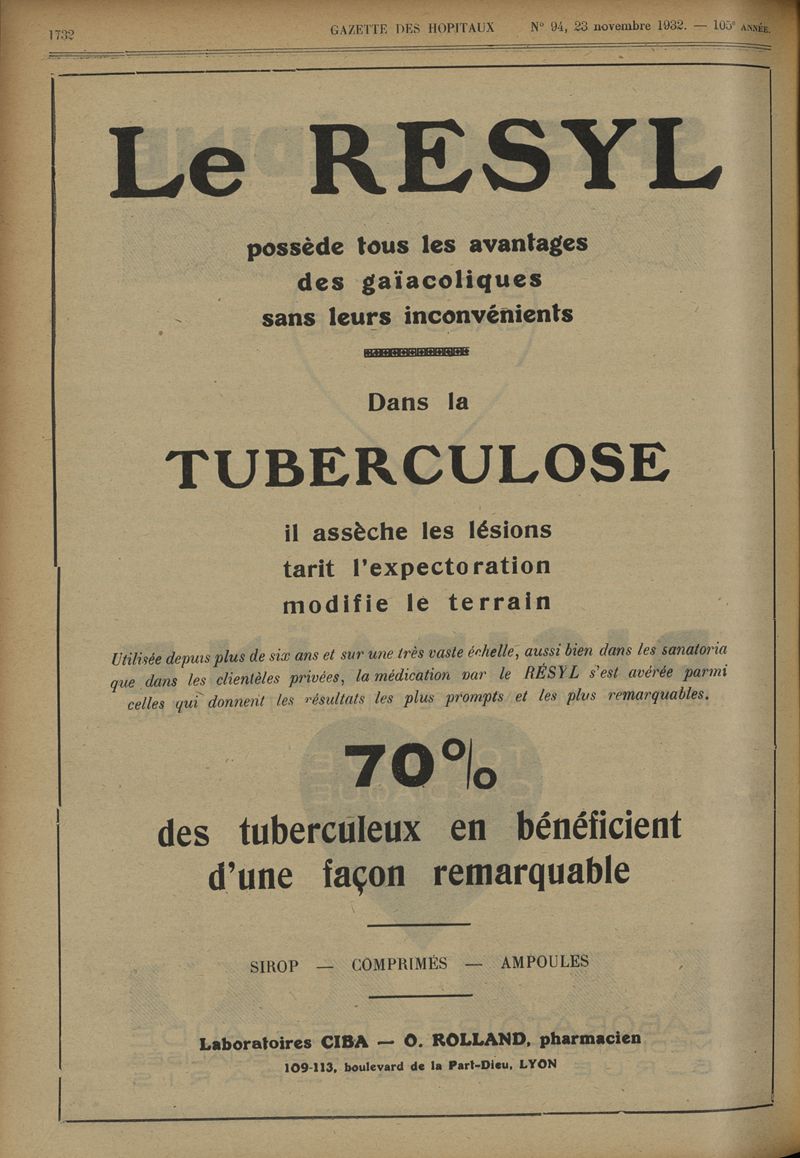 1732
GAZETTE DES HOPITAUX N° 94, 23 novembre 1932. — 105e ANNÉE.
Le RESYL
possède tous les avantages
des gaïacoliques
sans leurs inconvénients
Dans la
TUBERCULOSE
il assèche les lésions
tarit l'expectoration
modifie le terrain
Utilisée depuis plus de six ans et sur une très vaste échelle, aussi bien dans les sanatoria
que dans les clientèles privées, la médication par le RÉSYL s'est avérée parmi
celles qui donnent les résultats les plus prompts et les plus remarquables.
70%
des tuberculeux en bénéficient
d'une façon remarquable
SIROP — COMPRIMÉS — AMPOULES
Laboratoires CIBA — O. ROLLAND, pharmacien
109-113, boulevard de la Part-Dieu, LYON